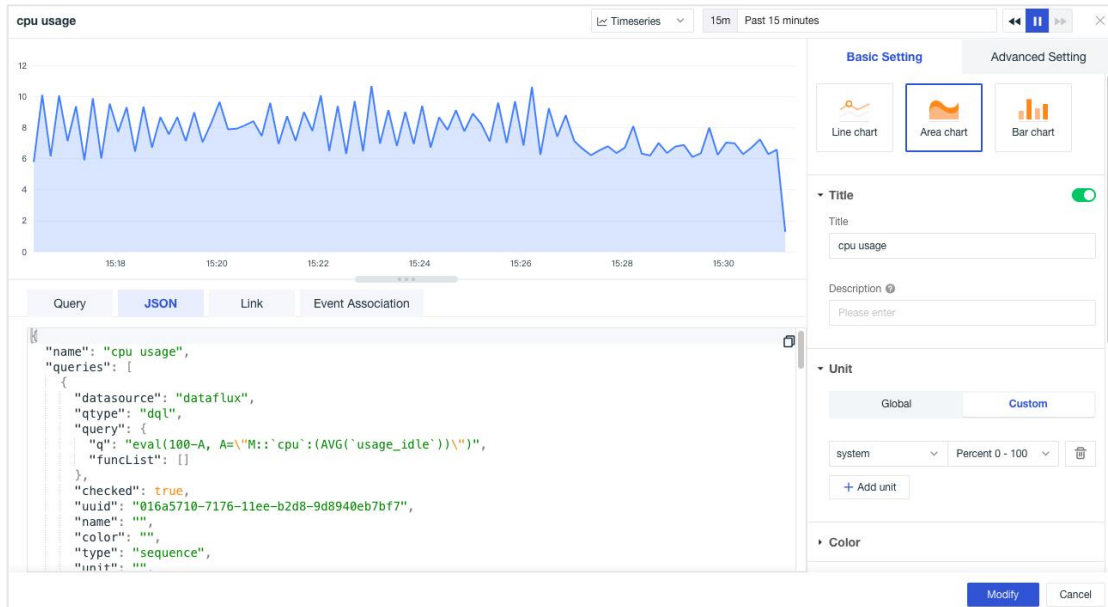 cpu usage
Timeseries
15m Past 15 minutes
Basic Setting
Advanced Setting
12
10
8
6
4
2
0
15:18 15:20 15:22 15:24 15:26 15:28 15:30
Line chart
Area chart
Bar chart
Title
Title
cpu usage
Description
Please enter
Unit
Global
Custom
system
Percent 0 - 100
+ Add unit
Color
Query
JSON
Link
Event Association
{
"name": "cpu usage",
"queries": [
{
"datasource": "dataflux",
"qtype": "dql",
"query": {
"q": "eval(100-A, A=\"M::`cpu`:(AVG(`usage_idle`))\")",
"funcList": []
},
"checked": true,
"uuid": "016a5710-7176-11ee-b2d8-9d8940eb7bf7",
"name": "",
"color": "",
"type": "sequence",
"unit": "",
Modify
Cancel